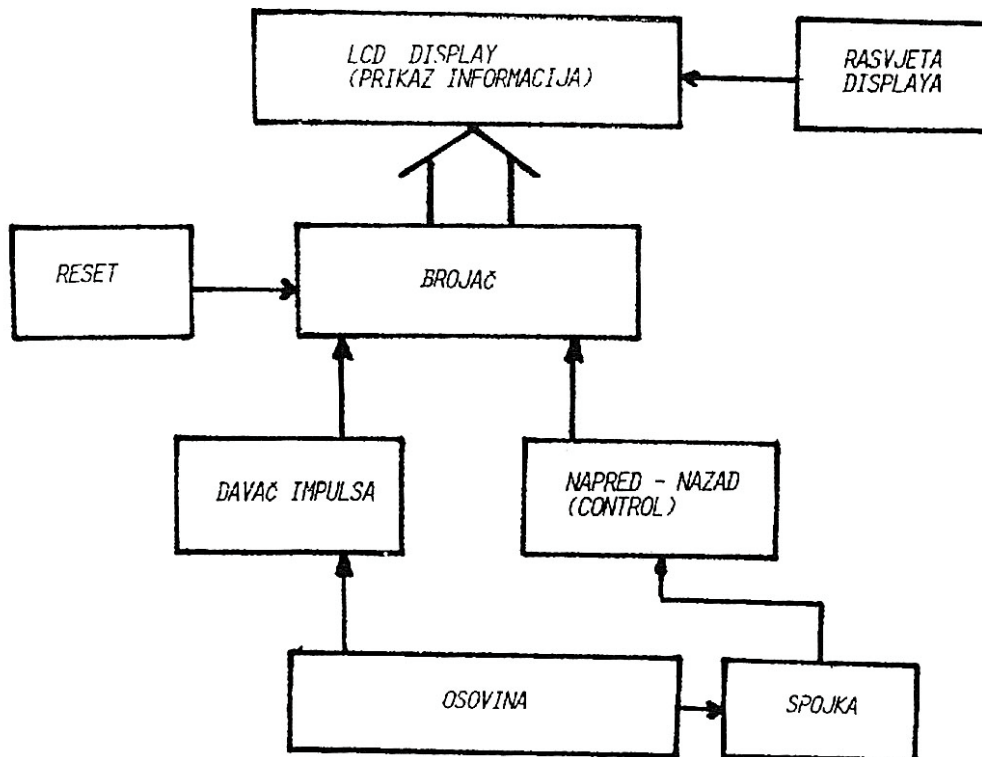 LCD DISPLAY
(PRIKAZ INFORMACIJA)
RASVJETA
DISPLAYA
RESET
BROJAČ
DAVAČ IMPULSA
NAPRED - NAZAD
(CONTROL)
OSOVINA
SPOJKA